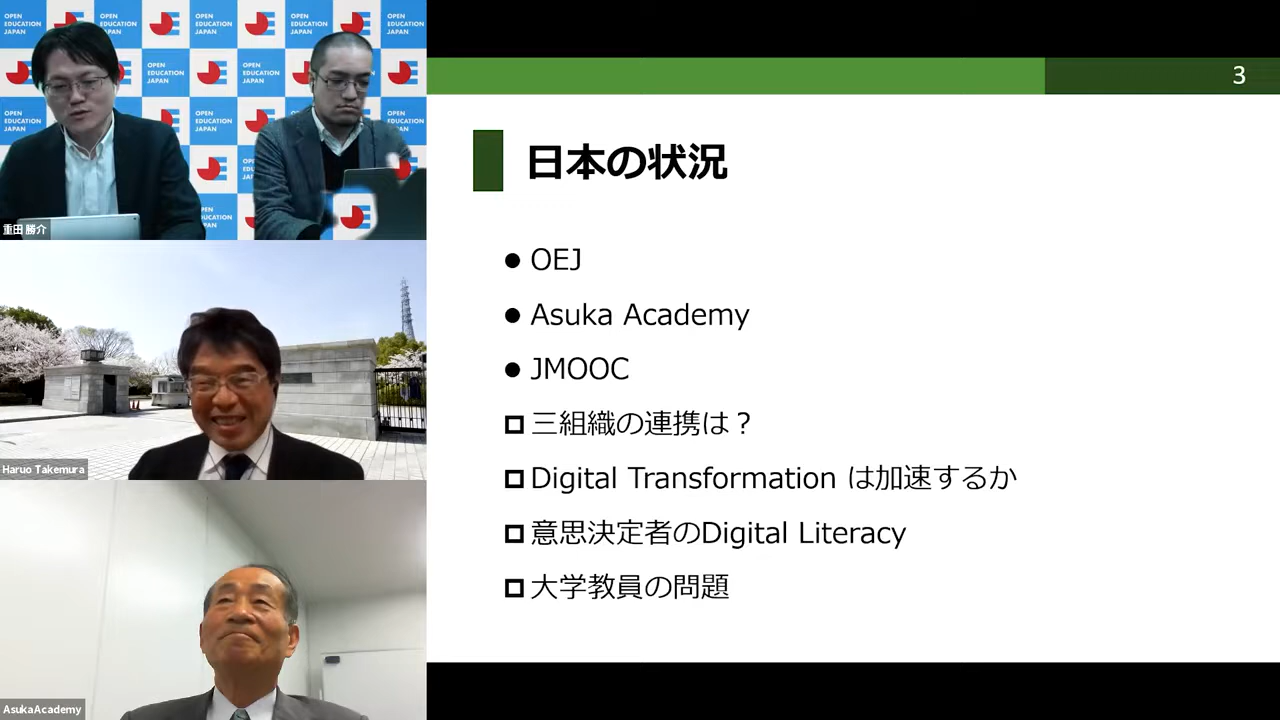 OPEN EDUCATION JAPAN
重田 勝介
Haruo Takemura
AsukaAcademy
3
日本の状況
● OEJ
● Asuka Academy
● JMOOC
三組織の連携は？
Digital Transformation は加速するか
意思決定者のDigital Literacy
大学教員の問題